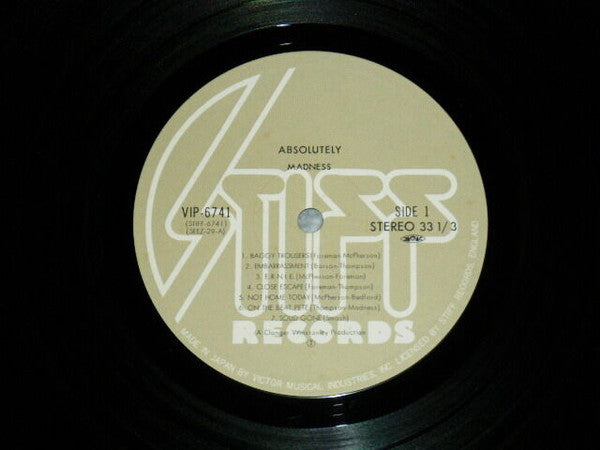 ABSOLUTELY
MADNESS
STIFF
VIP-6741
(STIFF-6741)
(SEEZ-29-A)
SIDE 1
STEREO 33 1/3
1. BAGGY TROUSERS (Foreman-McPherson)
2. EMBARRASSMENT (Barson-Thompson)
3. E.R.N.I.E. (McPherson-Foreman)
4. CLOSE ESCAPE (Foreman-Thompson)
5. NOT HOME TODAY (McPherson-Bedford)
6. ON THE BEAT PETE (Thompson-Madness)
7. SOLID GONE (Smash)
RECORDS
(A Clanger Winstanley Production)
MADE IN JAPAN BY VICTOR MUSICAL INDUSTRIES, INC. LICENSED BY STIFF RECORDS, ENGLAND.